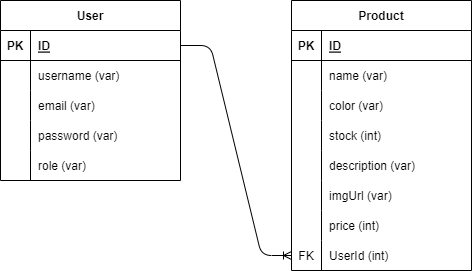 User
PK ID
username (var)
email (var)
password (var)
role (var)
Product
PK ID
name (var)
color (var)
stock (int)
description (var)
imgUrl (var)
price (int)
FK UserId (int)